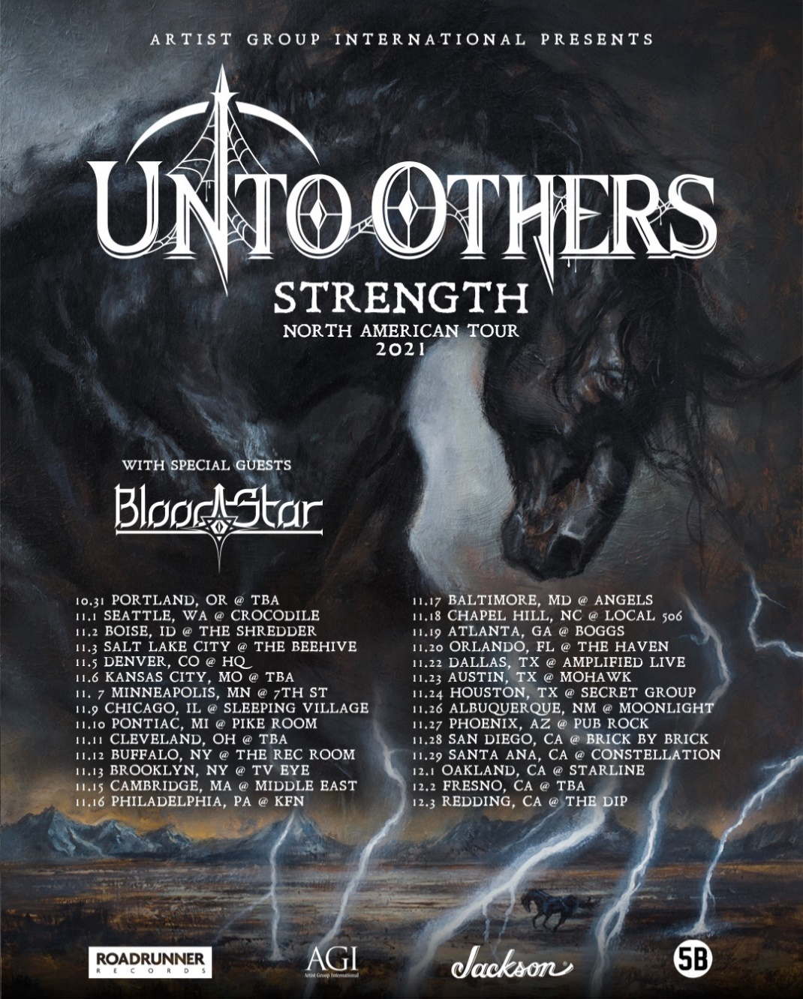 ARTIST GROUP INTERNATIONAL PRESENTS
UNTO OTHERS
STRENGTH
NORTH AMERICAN TOUR
2021
WITH SPECIAL GUESTS
Blood Star
10.31 PORTLAND, OR @ TBA
11.1 SEATTLE, WA @ CROCODILE
11.2 BOISE, ID @ THE SHREDDER
11.3 SALT LAKE CITY @ THE BEEHIVE
11.5 DENVER, CO @ HQ
11.6 KANSAS CITY, MO @ TBA
11. 7 MINNEAPOLIS, MN @ 7TH ST
11.9 CHICAGO, IL @ SLEEPING VILLAGE
11.10 PONTIAC, MI @ PIKE ROOM
11.11 CLEVELAND, OH @ TBA
11.12 BUFFALO, NY @ THE REC ROOM
11.13 BROOKLYN, NY @ TV EYE
11.15 CAMBRIDGE, MA @ MIDDLE EAST
11.16 PHILADELPHIA, PA @ KFN
11.17 BALTIMORE, MD @ ANGELS
11.18 CHAPEL HILL, NC @ LOCAL 506
11.19 ATLANTA, GA @ BOGGS
11.20 ORLANDO, FL @ THE HAVEN
11.22 DALLAS, TX @ AMPLIFIED LIVE
11.23 AUSTIN, TX @ MOHAWK
11.24 HOUSTON, TX @ SECRET GROUP
11.26 ALBUQUERQUE, NM @ MOONLIGHT
11.27 PHOENIX, AZ @ PUB ROCK
11.28 SAN DIEGO, CA @ BRICK BY BRICK
11.29 SANTA ANA, CA @ CONSTELLATION
12.1 OAKLAND, CA @ STARLINE
12.2 FRESNO, CA @ TBA
12.3 REDDING, CA @ THE DIP
ROADRUNNER
RECORDS
AGI
Artist Group International
Jackson
5B